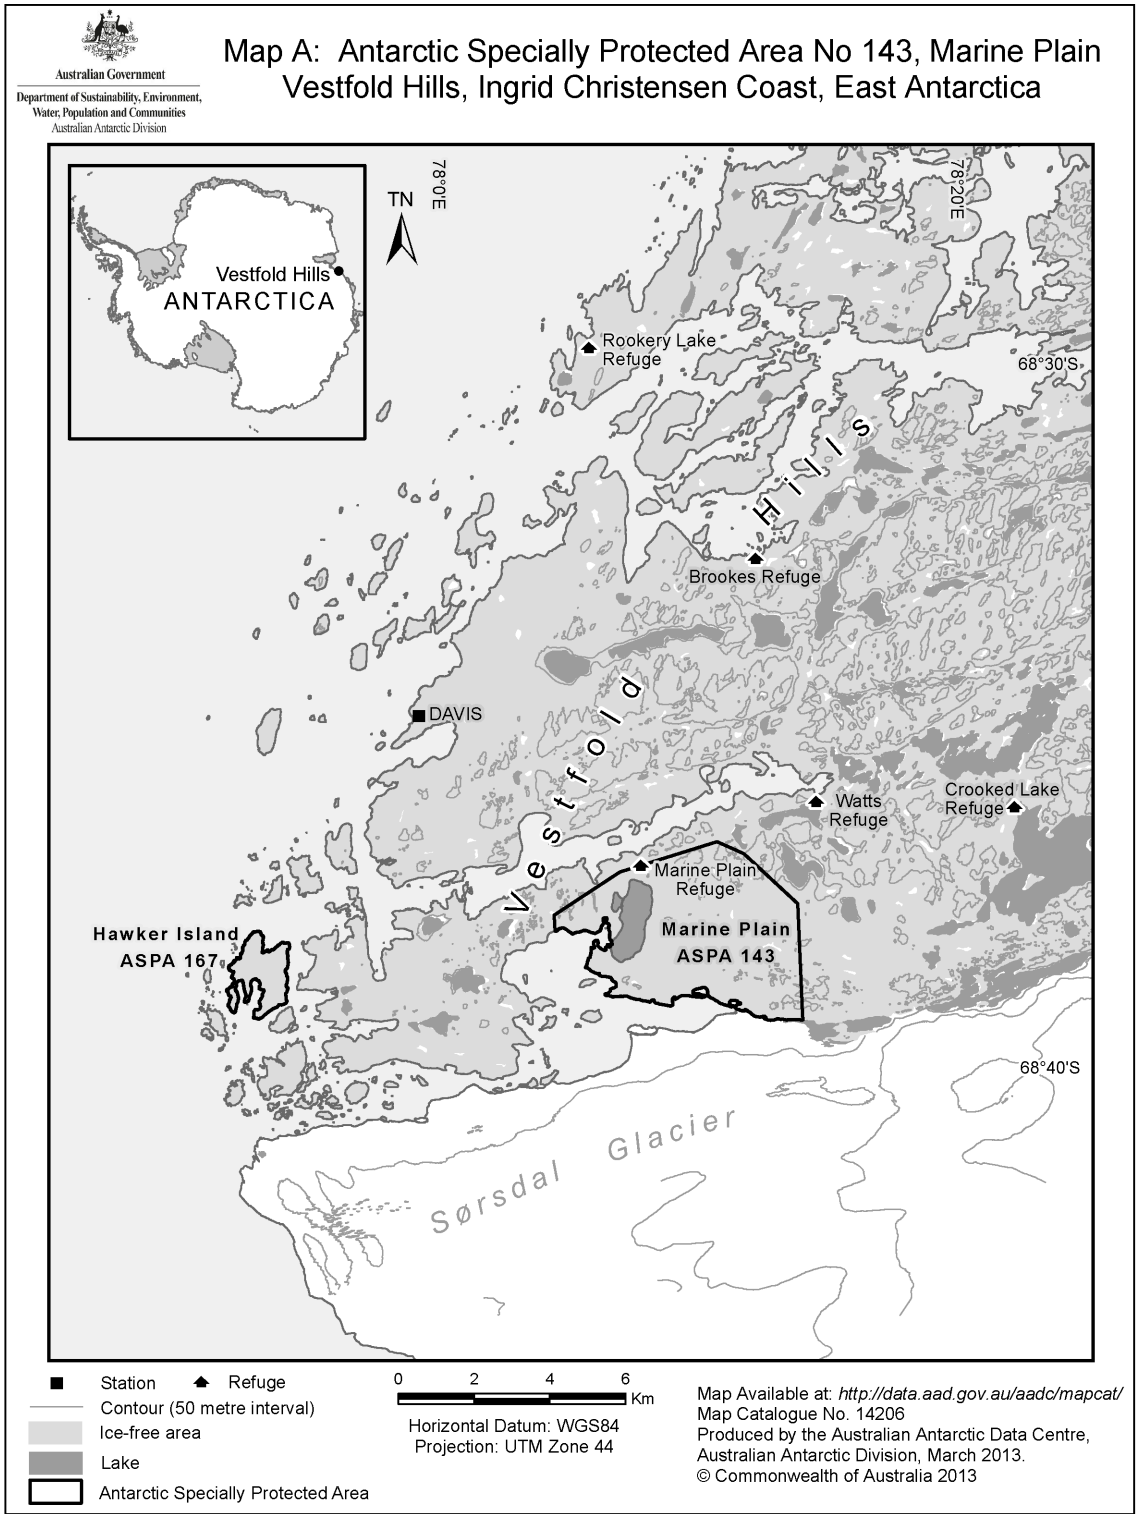 Australian Government
Department of Sustainability, Environment,
Water, Population and Communities
Australian Antarctic Division
Map A:  Antarctic Specially Protected Area No 143, Marine Plain
Vestfold Hills, Ingrid Christensen Coast, East Antarctica
78°0'E
78°20'E
TN
Vestfold Hills
ANTARCTICA
Rookery Lake
Refuge
68°30'S
Vestfold Hills
Brookes Refuge
DAVIS
Watts
Refuge
Crooked Lake
Refuge
Marine Plain
Refuge
Marine Plain
ASPA 143
Hawker Island
ASPA 167
68°40'S
Sørsdal Glacier
Station
Refuge
Contour (50 metre interval)
Ice-free area
Lake
Antarctic Specially Protected Area
0 2 4 6
Km
Horizontal Datum: WGS84
Projection: UTM Zone 44
Map Available at: http://data.aad.gov.au/aadc/mapcat/
Map Catalogue No. 14206
Produced by the Australian Antarctic Data Centre,
Australian Antarctic Division, March 2013.
© Commonwealth of Australia 2013